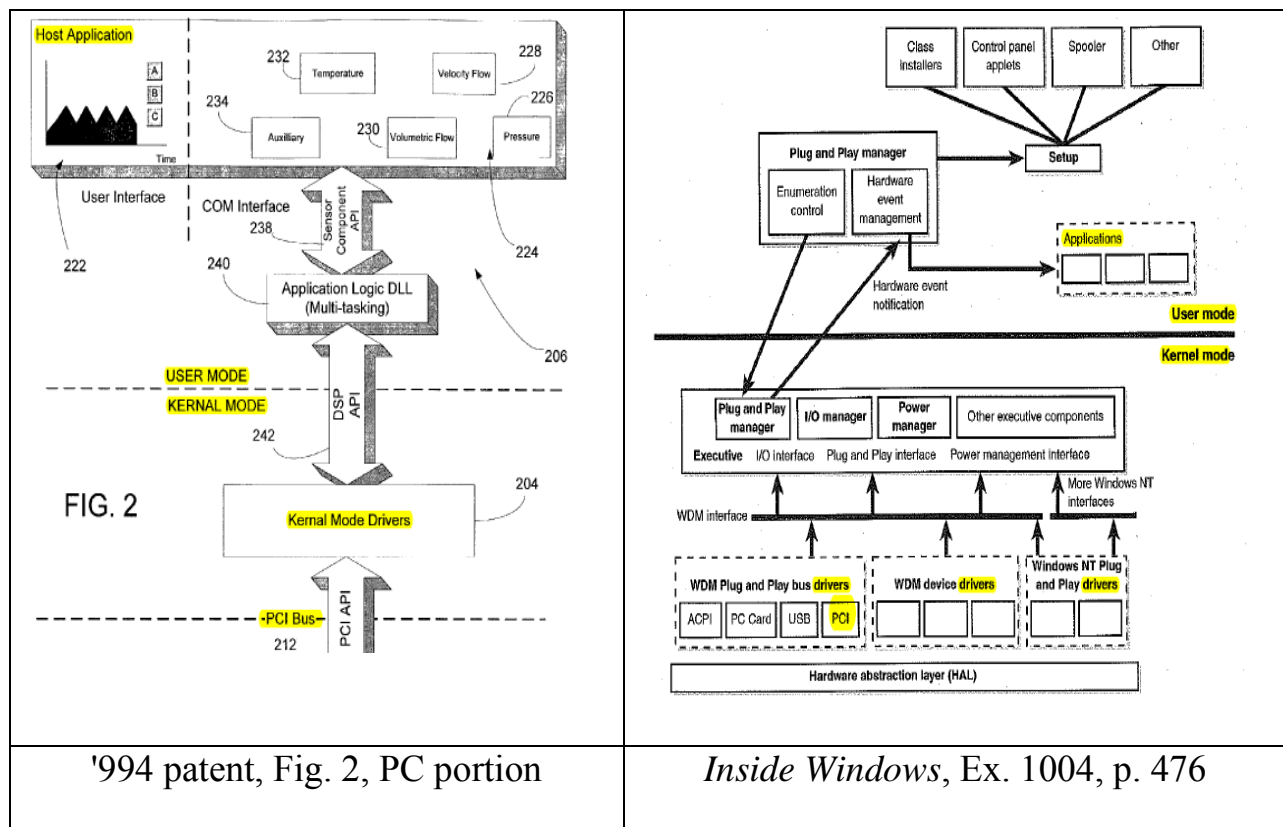 Host Application
A
B
C
Time
232
Temperature
228
Velocity Flow
234
Auxilliary
230
Volumetric Flow
226
Pressure
User Interface
COM Interface
222
238
Sensor
Component
API
224
240
Application Logic DLL
(Multi-tasking)
206
USER MODE
KERNAL MODE
DSP
API
242
FIG. 2
204
Kernal Mode Drivers
PCI Bus
212
PCI API
Class
installers
Control panel
applets
Spooler
Other
Plug and Play manager
Enumeration
control
Hardware
event
management
Setup
Applications
Hardware event
notification
User mode
Kernel mode
Plug and Play
manager
I/O manager
Power
manager
Other executive components
Executive I/O interface Plug and Play interface Power management interface
More Windows NT
interfaces
WDM interface
WDM Plug and Play bus drivers
ACPI
PC Card
USB
PCI
WDM device drivers
Windows NT Plug
and Play drivers
Hardware abstraction layer (HAL)
'994 patent, Fig. 2, PC portion
Inside Windows, Ex. 1004, p. 476